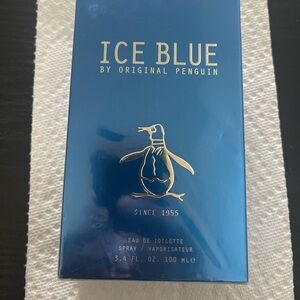 ICE BLUE
BY ORIGINAL PENGUIN
SINCE 1955
EAU DE TOILETTE
SPRAY / VAPORISATEUR
3.4 FL. OZ. 100 ML℮